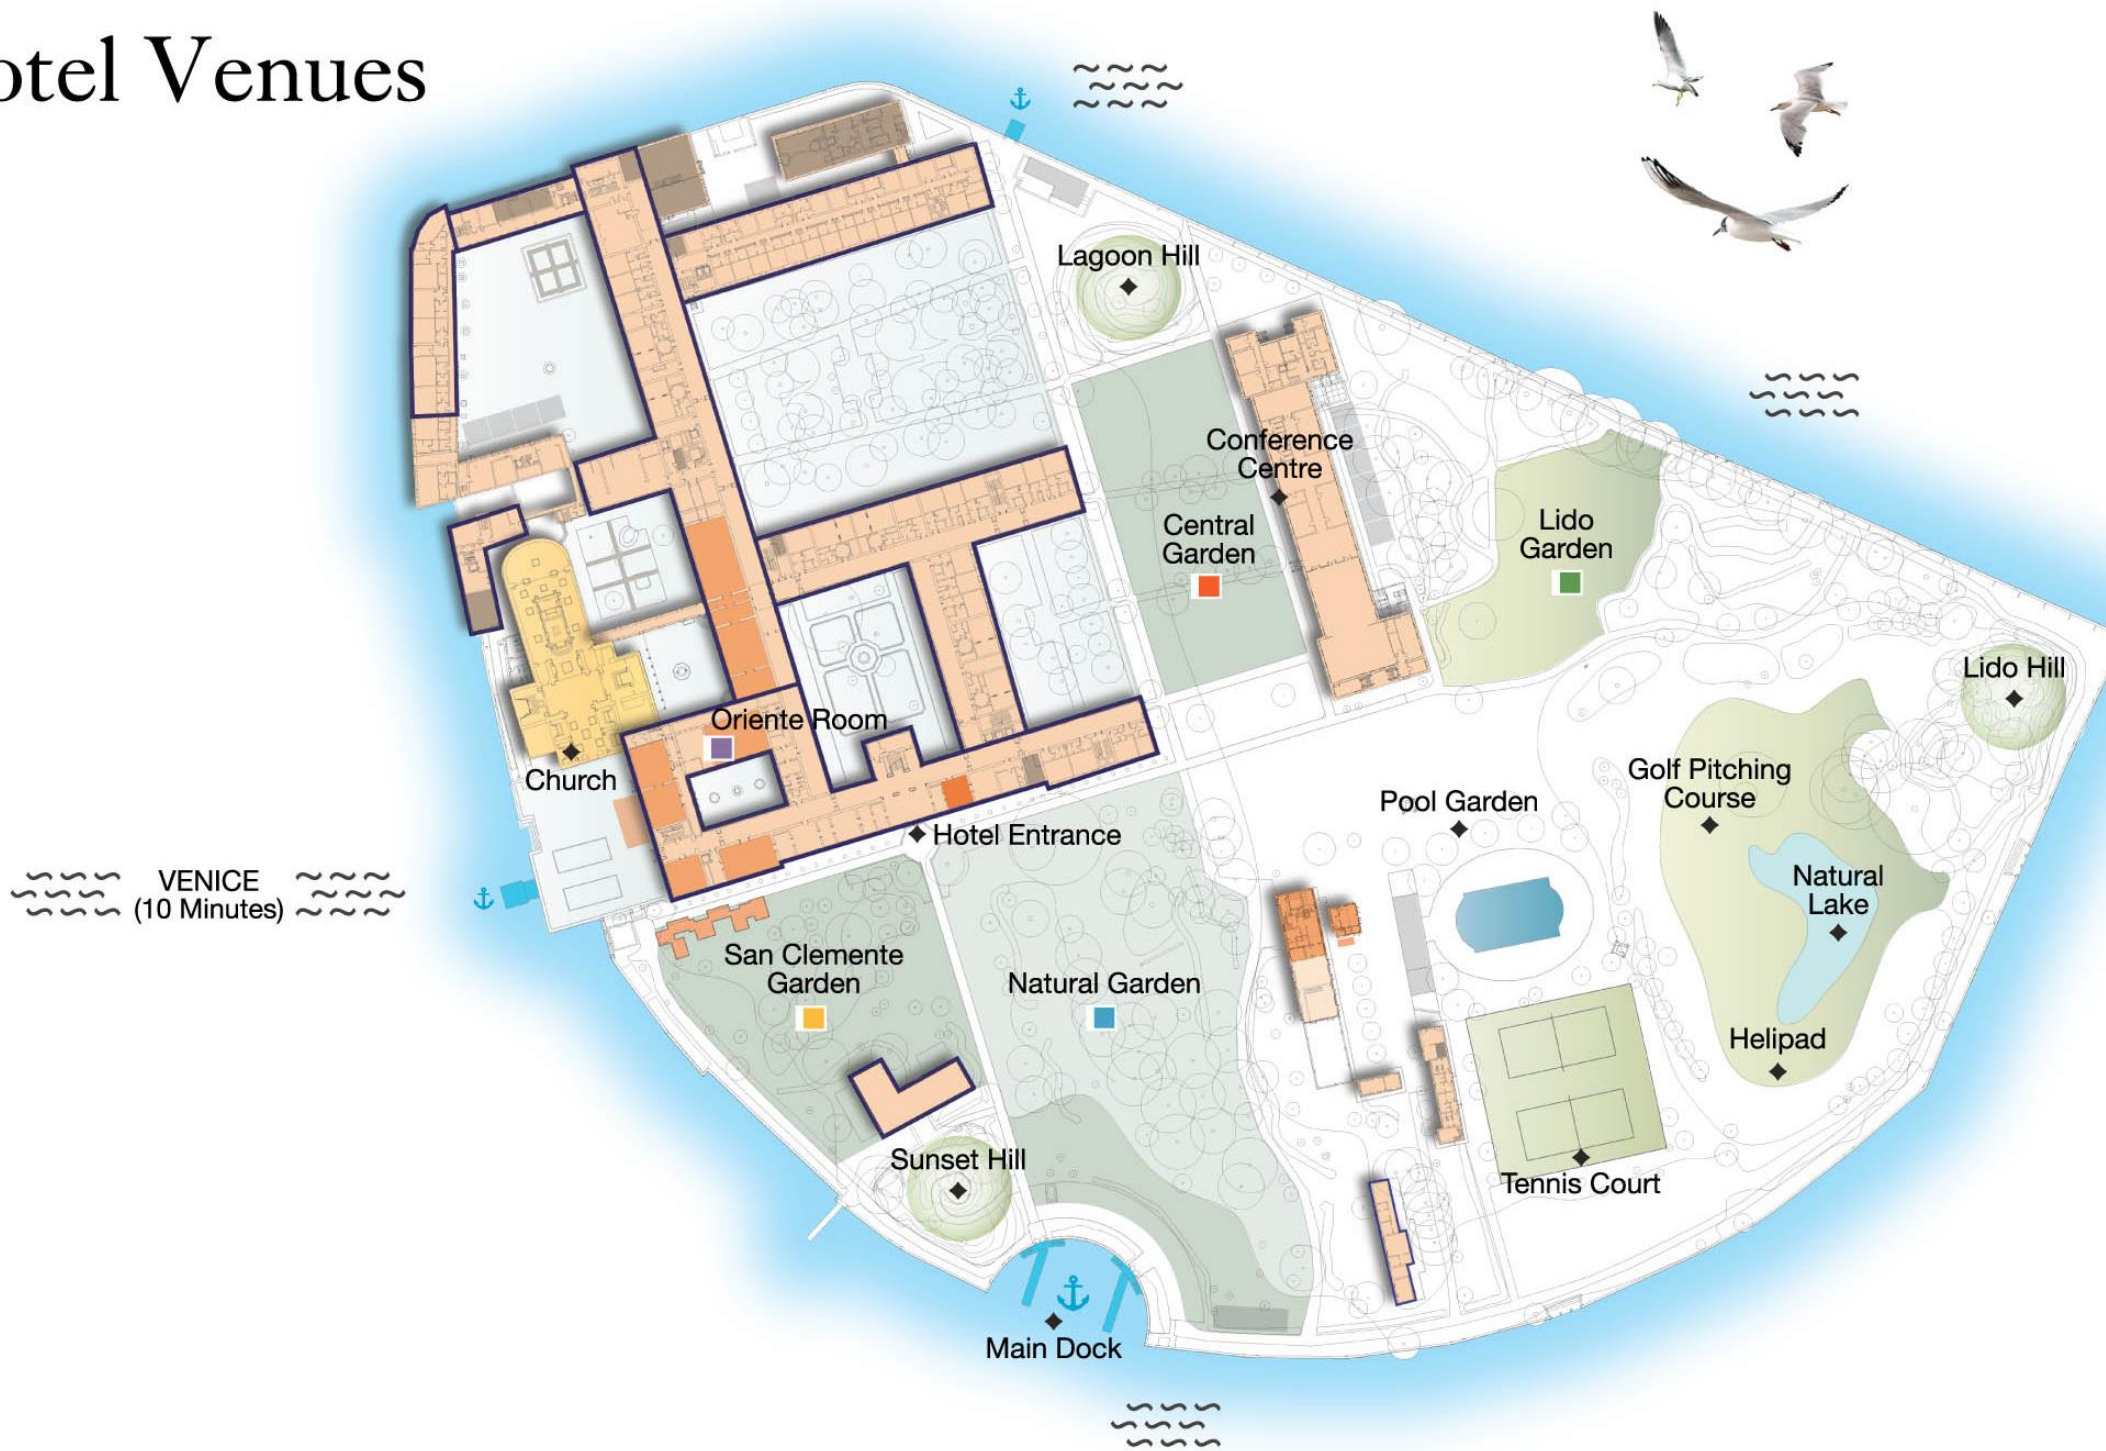 otel Venues
Lagoon Hill
Conference
Centre
Central
Garden
Lido
Garden
Lido Hill
Oriente Room
Church
Golf Pitching
Course
Pool Garden
Hotel Entrance
VENICE
(10 Minutes)
Natural
Lake
San Clemente
Garden
Natural Garden
Helipad
Sunset Hill
Tennis Court
Main Dock